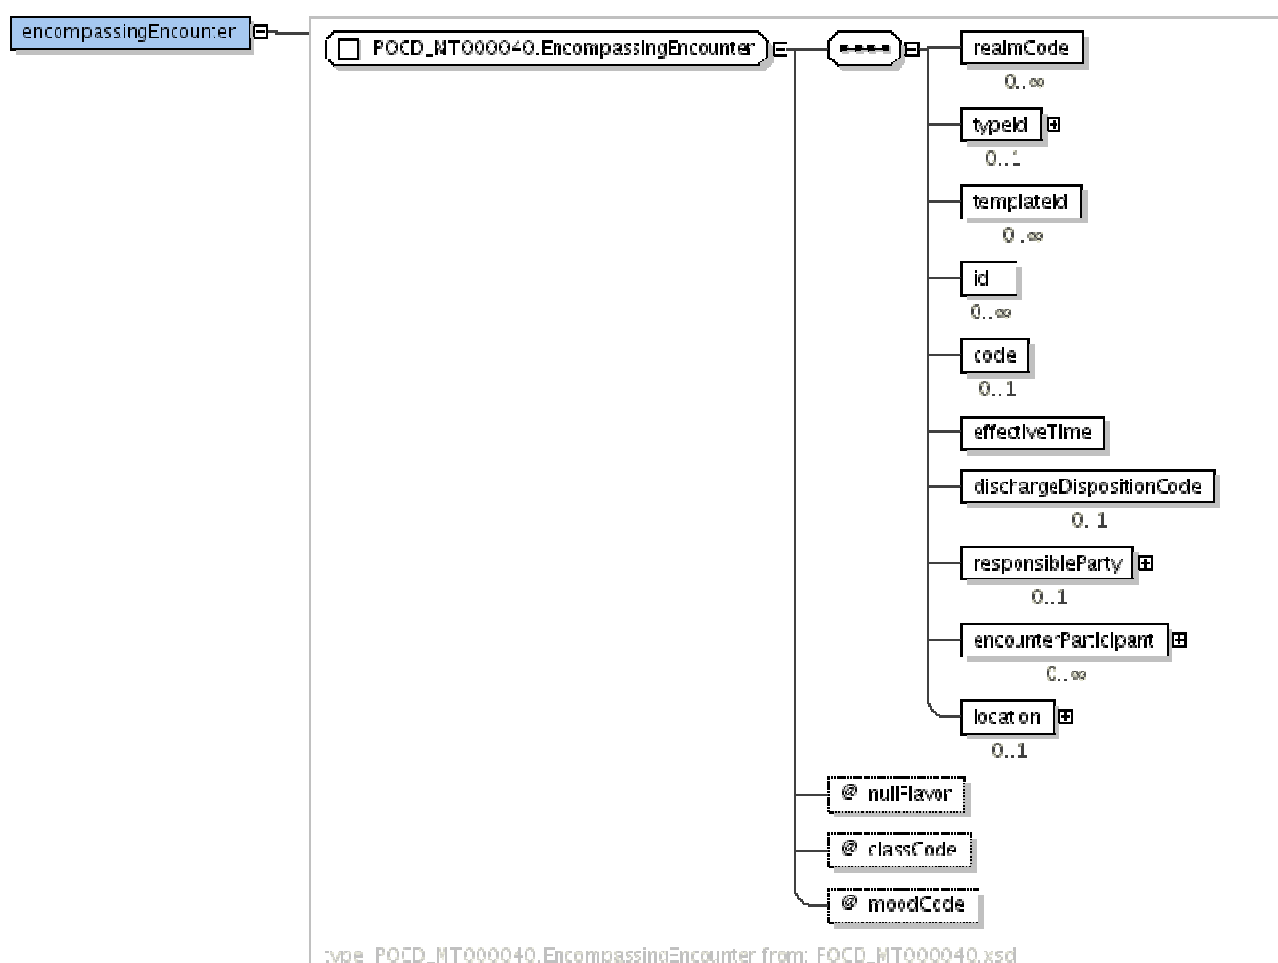 encompassingEncounter
POCD_MT000040.EncompassingEncounter
realmCode
0..∞
typeId
0..1
templateId
0..∞
id
0..∞
code
0..1
effectiveTime
dischargeDispositionCode
0..1
responsibleParty
0..1
encounterParticipant
0..∞
location
0..1
@ nullFlavor
@ classCode
@ moodCode
type POCD_MT000040.EncompassingEncounter from: POCD_MT000040.xsd